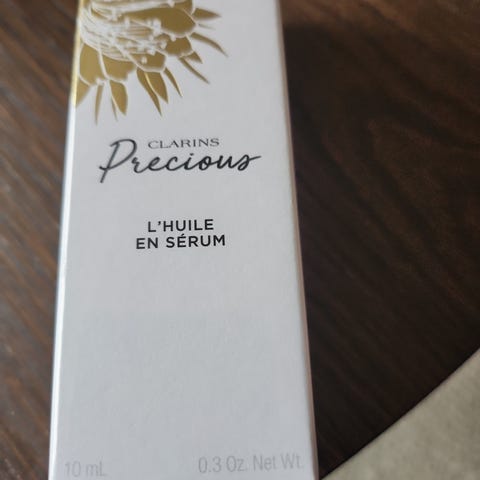 CLARINS
Precious
L'HUILE
EN SÉRUM
10 mL 0.3 Oz. Net Wt.